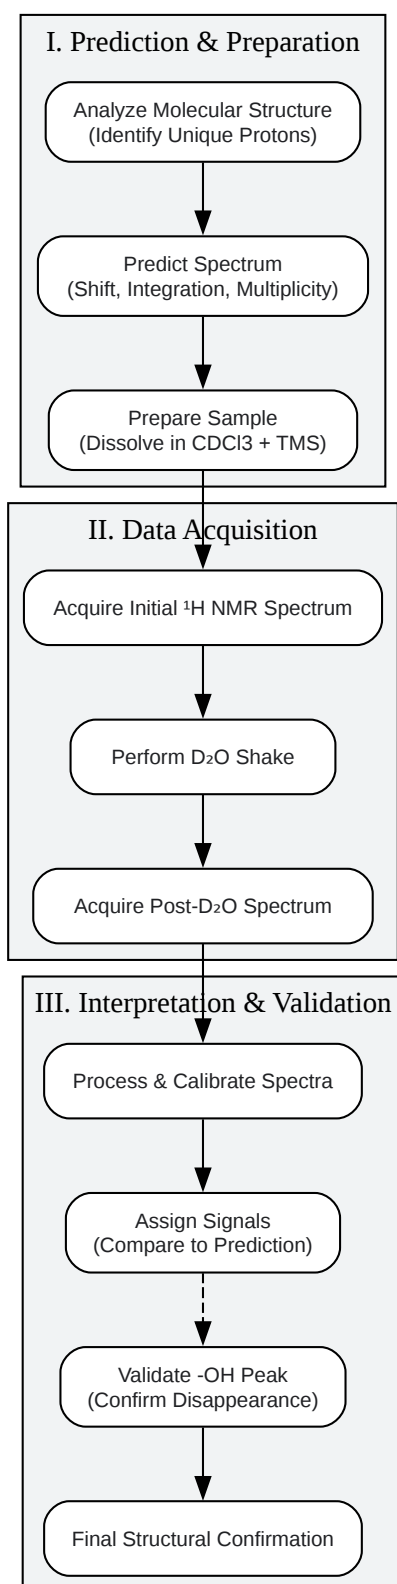 I. Prediction & Preparation
Analyze Molecular Structure
(Identify Unique Protons)
Predict Spectrum
(Shift, Integration, Multiplicity)
Prepare Sample
(Dissolve in CDCl3 + TMS)
II. Data Acquisition
Acquire Initial ¹H NMR Spectrum
Perform D₂O Shake
Acquire Post-D₂O Spectrum
III. Interpretation & Validation
Process & Calibrate Spectra
Assign Signals
(Compare to Prediction)
Validate -OH Peak
(Confirm Disappearance)
Final Structural Confirmation